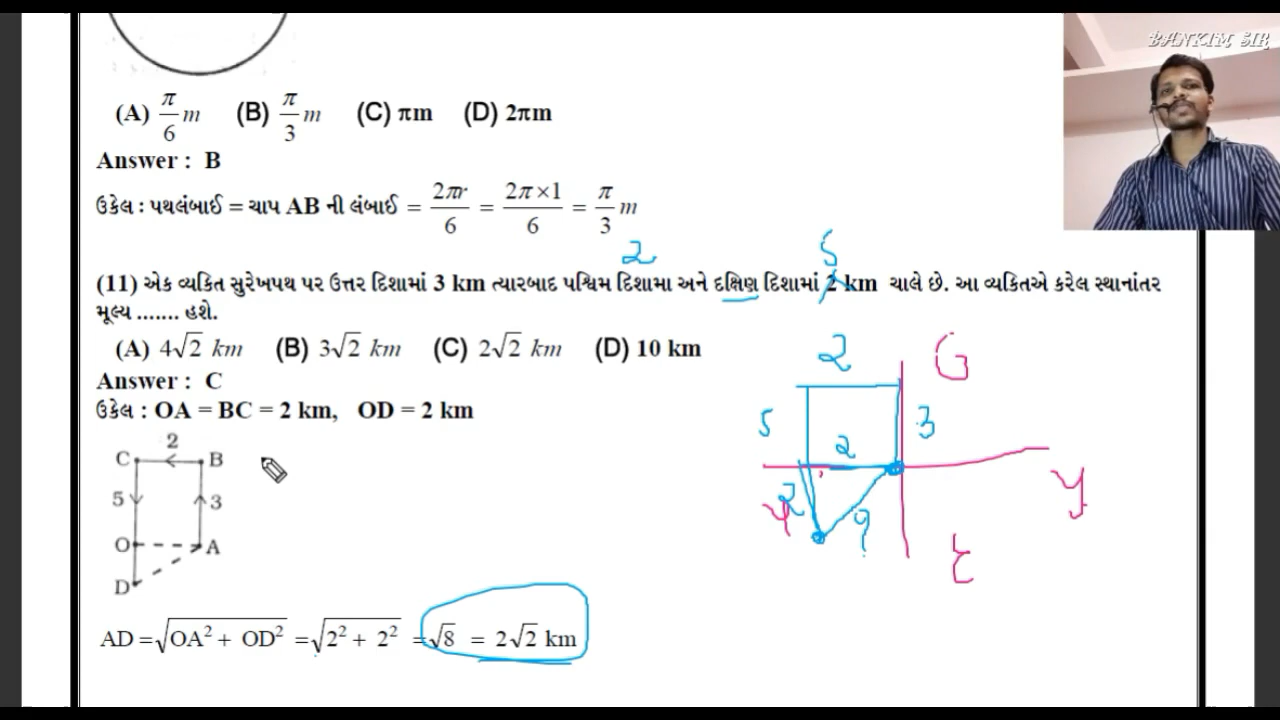 BANKIM SIR
(A) π/6 m (B) π/3 m (C) πm (D) 2πm
Answer : B
ઉકેલ : પથલંબાઈ = ચાપ AB ની લંબાઈ = 2πr/6 = 2π×1/6 = π/3 m
2 5
(11) એક વ્યકિત સુરેખપથ પર ઉત્તર દિશામાં 3 km ત્યારબાદ પશ્ચિમ દિશામા અને દક્ષિણ દિશામાં 2 km ચાલે છે. આ વ્યકિતએ કરેલ સ્થાનાંતર
મૂલ્ય ....... હશે.
(A) 4√2 km (B) 3√2 km (C) 2√2 km (D) 10 km
Answer : C
ઉકેલ : OA = BC = 2 km, OD = 2 km
2
C B
5 3
O A
D
2
5 3
2
2 ?
AD = √OA² + OD² = √2² + 2² = √8 = 2√2 km